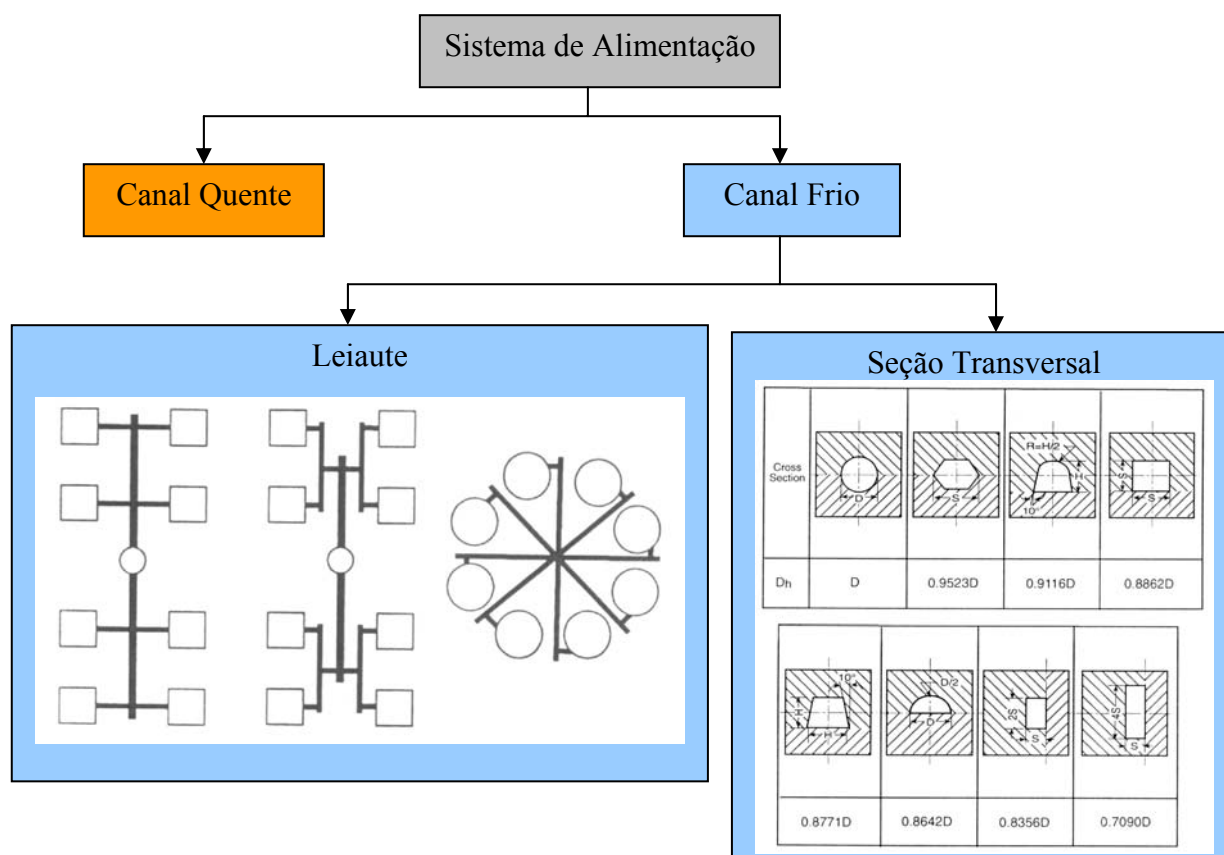 Sistema de Alimentação
Canal Quente
Canal Frio
Leiaute
Seção Transversal
Cross
Section
D
S
R=H/2
H
10°
S
S
Dh
D
0.9523D
0.9116D
0.8862D
10°
H
H
D/2
D
2S
S
4S
S
0.8771D
0.8642D
0.8356D
0.7090D